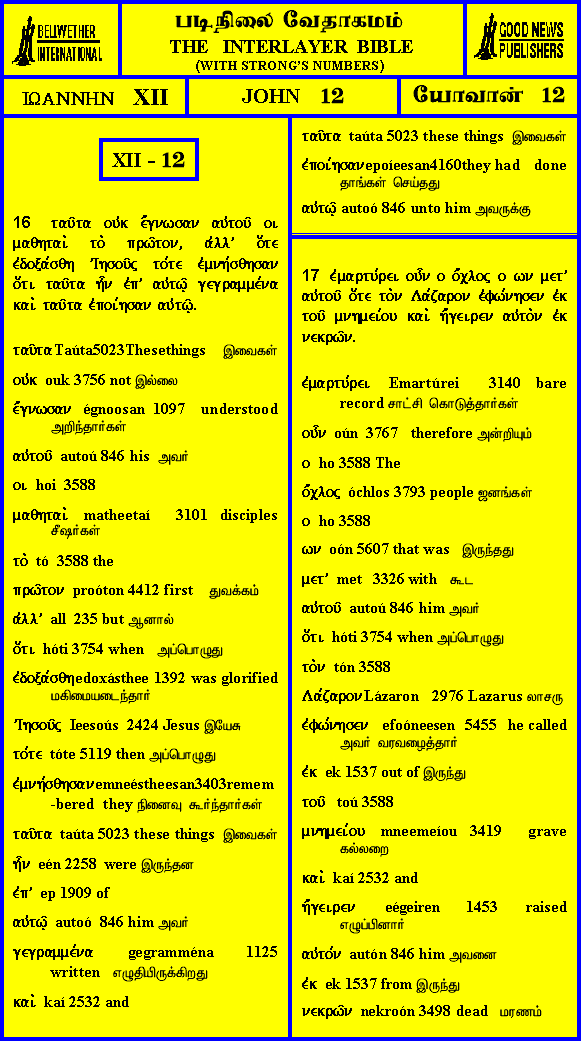 BELLWETHER
INTERNATIONAL
படிநிலை வேதாகமம்
THE INTERLAYER BIBLE
(WITH STRONG'S NUMBERS)
GOOD NEWS
PUBLISHERS
ΙΩΑΝΝΗΝ XII
JOHN 12
யோவான் 12
XII - 12
16 ταῦτα οὐκ ἔγνωσαν αὐτοῦ οι
μαθηταὶ τὸ πρῶτον, ἀλλ' ὅτε
ἐδοξάσθη Ἰησοῦς τότε ἐμνήσθησαν
ὅτι ταῦτα ἦν ἐπ' αὐτῷ γεγραμμένα
καὶ ταῦτα ἐποίησαν αὐτῷ.
ταῦτα Taúta5023Thesethings இவைகள்
οὐκ ouk 3756 not இல்லை
ἔγνωσαν égnoosan 1097 understood
அறிந்தார்கள்
αὐτοῦ autoú 846 his அவர்
οι hoi 3588
μαθηταὶ matheetaí 3101 disciples
சீஷர்கள்
τὸ tó 3588 the
πρῶτον proóton 4412 first துவக்கம்
ἀλλ' all 235 but ஆனால்
ὅτι hóti 3754 when அப்பொழுது
ἐδοξάσθη edoxásthee 1392 was glorified
மகிமையடைந்தார்
Ἰησοῦς Ieesoús 2424 Jesus இயேசு
τότε tóte 5119 then அப்பொழுது
ἐμνήσθησαν emneéstheesan3403remem
-bered they நினைவு கூர்ந்தார்கள்
ταῦτα taúta 5023 these things இவைகள்
ἦν eén 2258 were இருந்தன
ἐπ' ep 1909 of
αὐτῷ autoó 846 him அவர்
γεγραμμένα gegramména 1125
written எழுதியிருக்கிறது
καὶ kaí 2532 and
ταῦτα taúta 5023 these things இவைகள்
ἐποίησαν epoíeesan4160they had done
தாங்கள் செய்தது
αὐτῷ autoó 846 unto him அவருக்கு
17 ἐμαρτύρει οὖν ο ὄχλος ο ων μετ'
αὐτοῦ ὅτε τὸν Λάζαρον ἐφώνησεν ἐκ
τοῦ μνημείου καὶ ἤγειρεν αὐτὸν ἐκ
νεκρῶν.
ἐμαρτύρει Emartúrei 3140 bare
record சாட்சி கொடுத்தார்கள்
οὖν oún 3767 therefore அன்றியும்
ο ho 3588 The
ὄχλος óchlos 3793 people ஜனங்கள்
ο ho 3588
ων oón 5607 that was இருந்தது
μετ' met 3326 with கூட
αὐτοῦ autoú 846 him அவர்
ὅτι hóti 3754 when அப்பொழுது
τὸν tón 3588
Λάζαρον Lázaron 2976 Lazarus லாசரு
ἐφώνησεν efoóneesen 5455 he called
அவர் வரவழைத்தார்
ἐκ ek 1537 out of இருந்து
τοῦ toú 3588
μνημείου mneemeíou 3419 grave
கல்லறை
καὶ kaí 2532 and
ἤγειρεν eégeiren 1453 raised
எழுப்பினார்
αὐτόν autón 846 him அவனை
ἐκ ek 1537 from இருந்து
νεκρῶν nekroón 3498 dead மரணம்